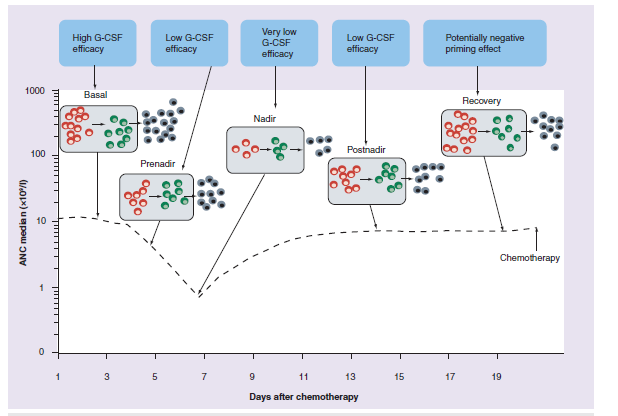 High G-CSF
efficacy
Low G-CSF
efficacy
Very low
G-CSF
efficacy
Low G-CSF
efficacy
Potentially negative
priming effect
1000
100
10
1
0
ANC median (×10⁹/l)
Basal
Prenadir
Nadir
Postnadir
Recovery
Chemotherapy
1 3 5 7 9 11 13 15 17 19
Days after chemotherapy